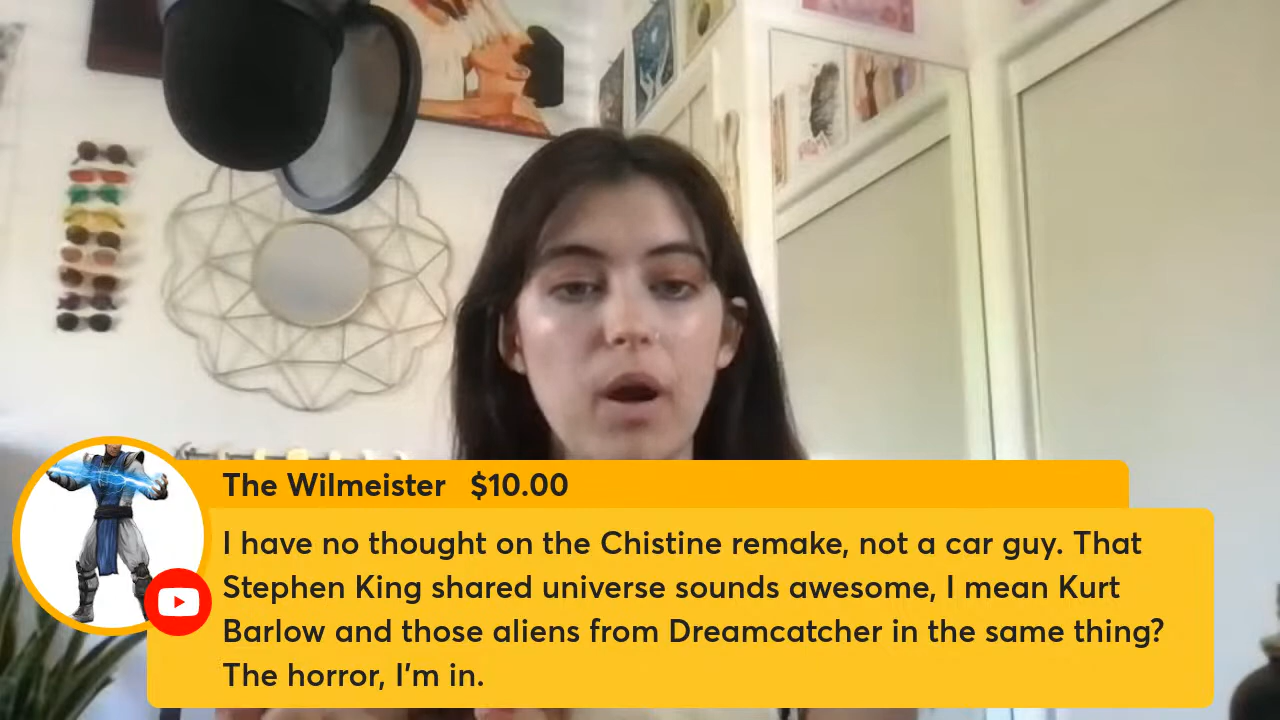 The Wilmeister $10.00
I have no thought on the Chistine remake, not a car guy. That
Stephen King shared universe sounds awesome, I mean Kurt
Barlow and those aliens from Dreamcatcher in the same thing?
The horror, I'm in.